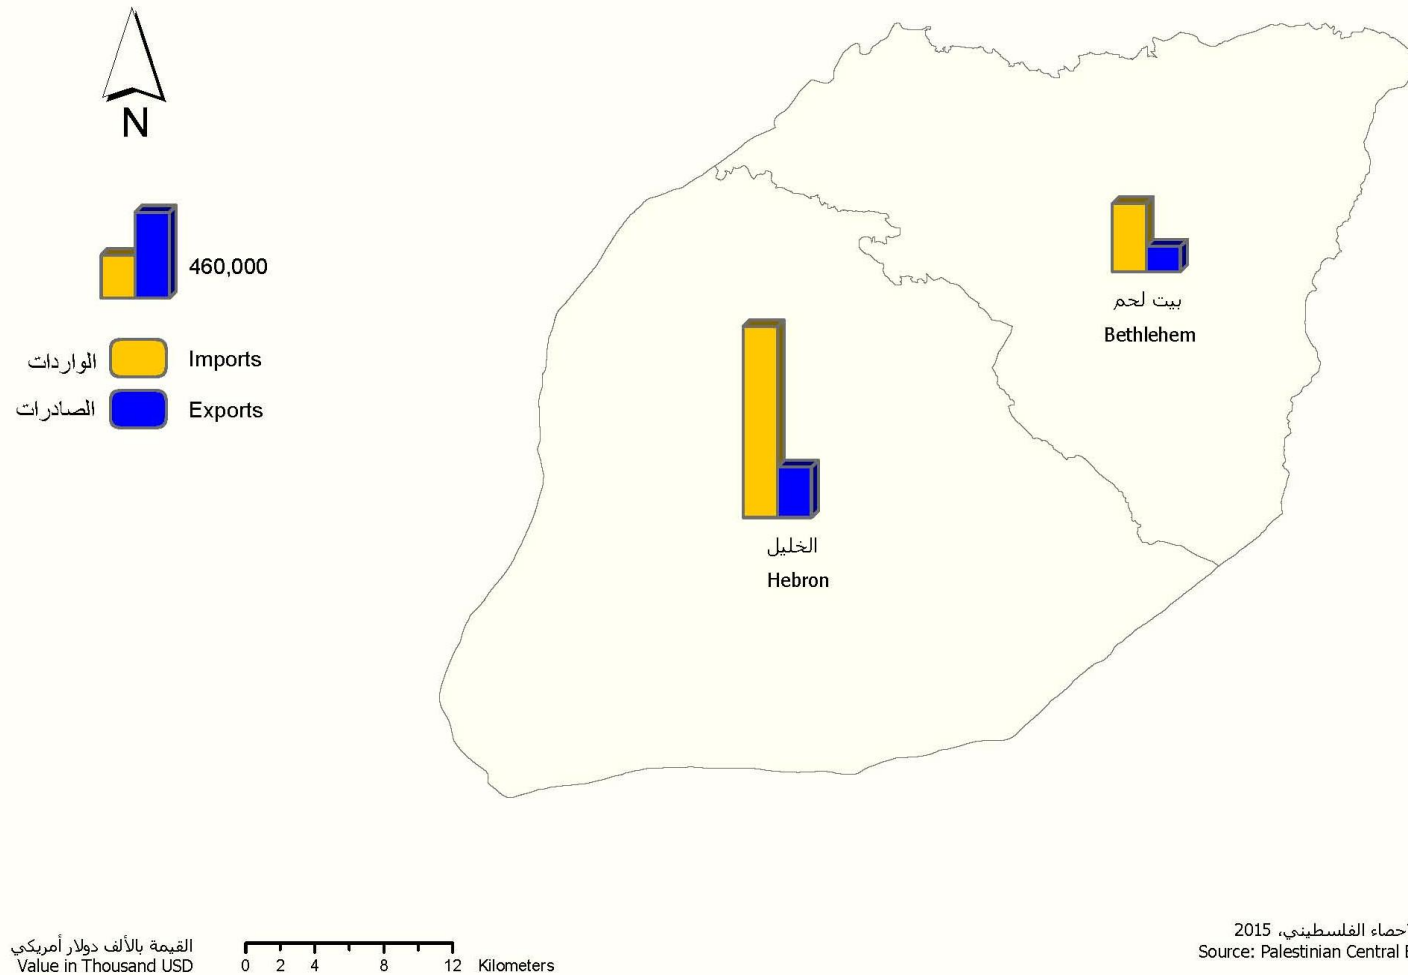 N
460,000
الواردات Imports
الصادرات Exports
بيت لحم
Bethlehem
الخليل
Hebron
القيمة بالألف دولار أمريكي
Value in Thousand USD
0 2 4 8 12 Kilometers
الفلسطيني، 2015
Source: Palestinian Central